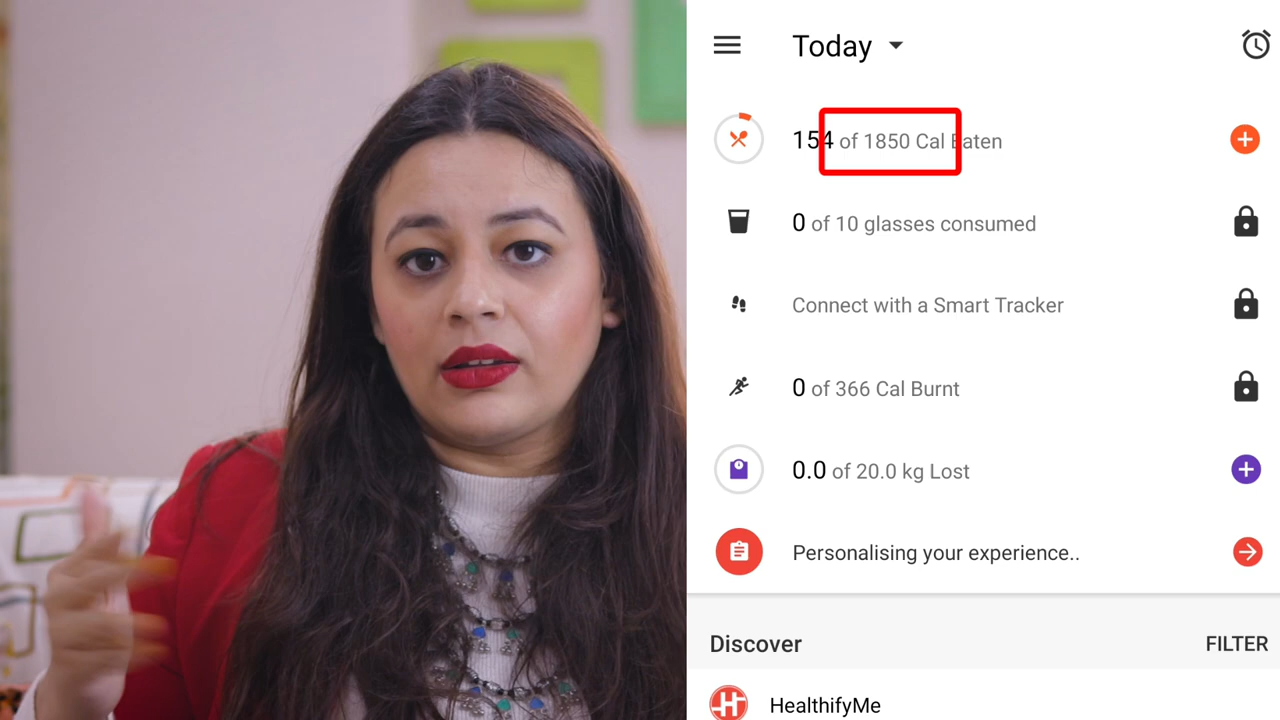 Today
154 of 1850 Cal Eaten
0 of 10 glasses consumed
Connect with a Smart Tracker
0 of 366 Cal Burnt
0.0 of 20.0 kg Lost
Personalising your experience..
Discover
FILTER
H HealthifyMe